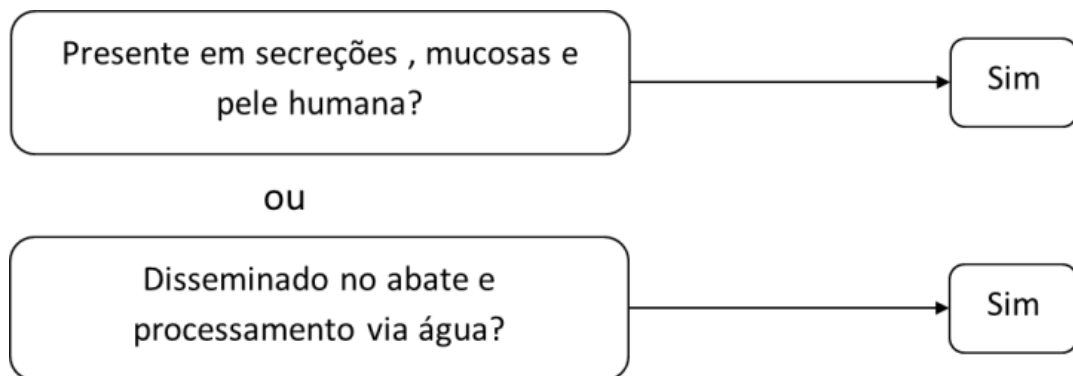 Presente em secreções , mucosas e
pele humana?
Sim
ou
Disseminado no abate e
processamento via água?
Sim